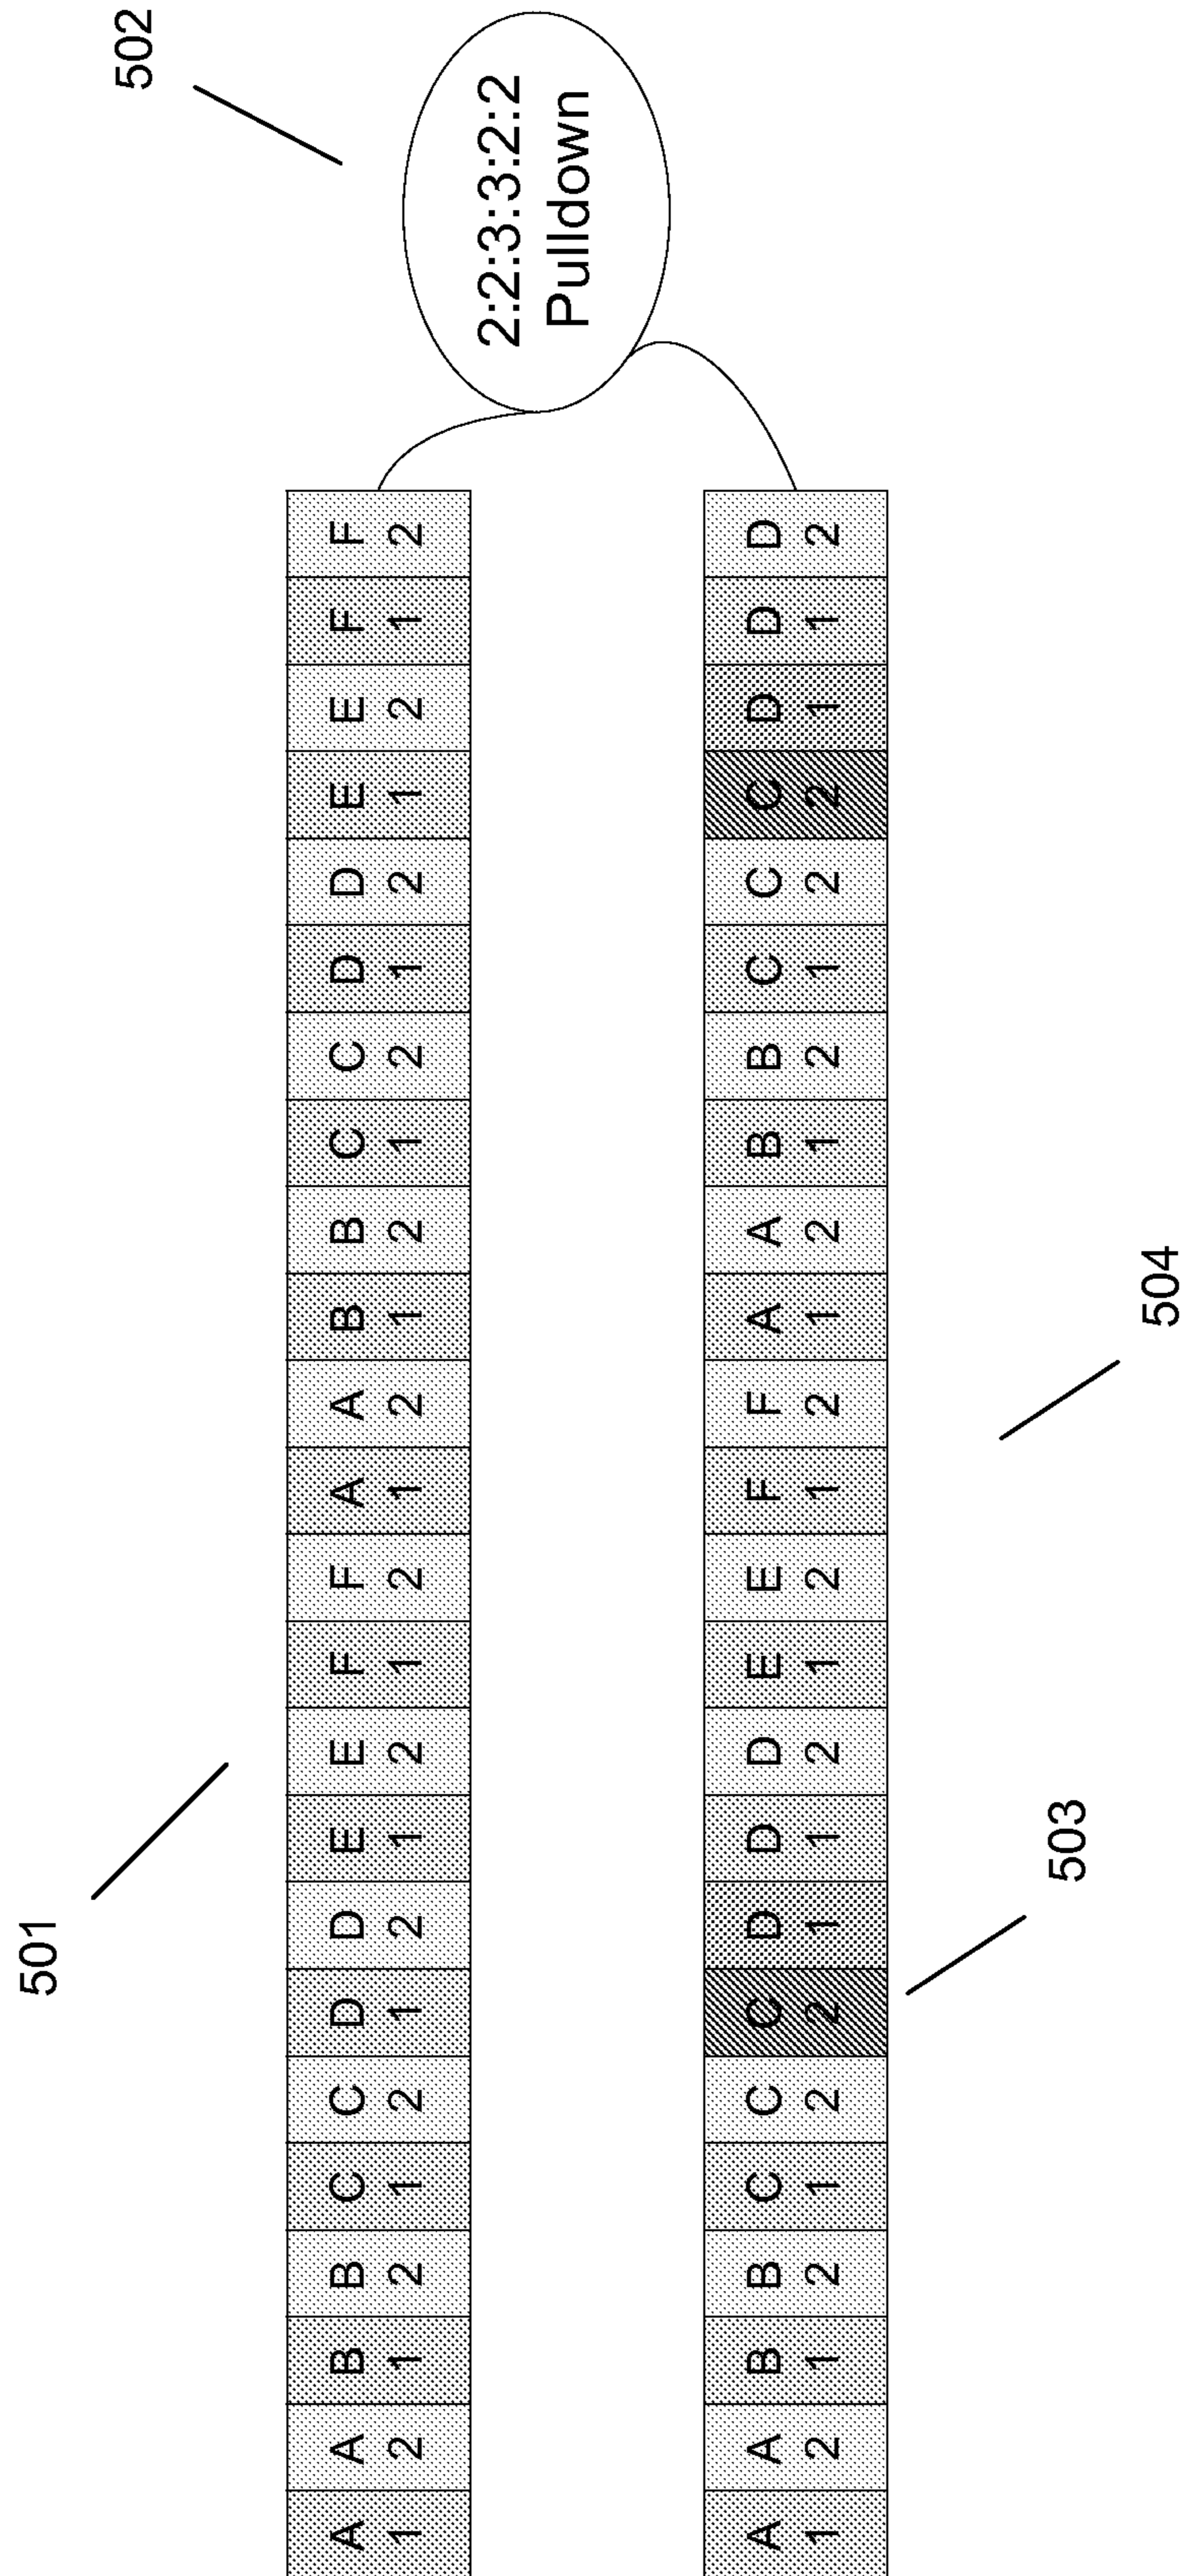 501
502
A A B B C C D D E E F F A A B B C C D D E E F F
1 2 1 2 1 2 1 2 1 2 1 2 1 2 1 2 1 2 1 2 1 2 1 2
2:2:3:3:2:2
Pulldown
A A B B C C C D D D E E F F A A B B C C C D D D
1 2 1 2 1 2 2 1 1 2 1 2 1 2 1 2 1 2 1 2 2 1 1 2
503
504